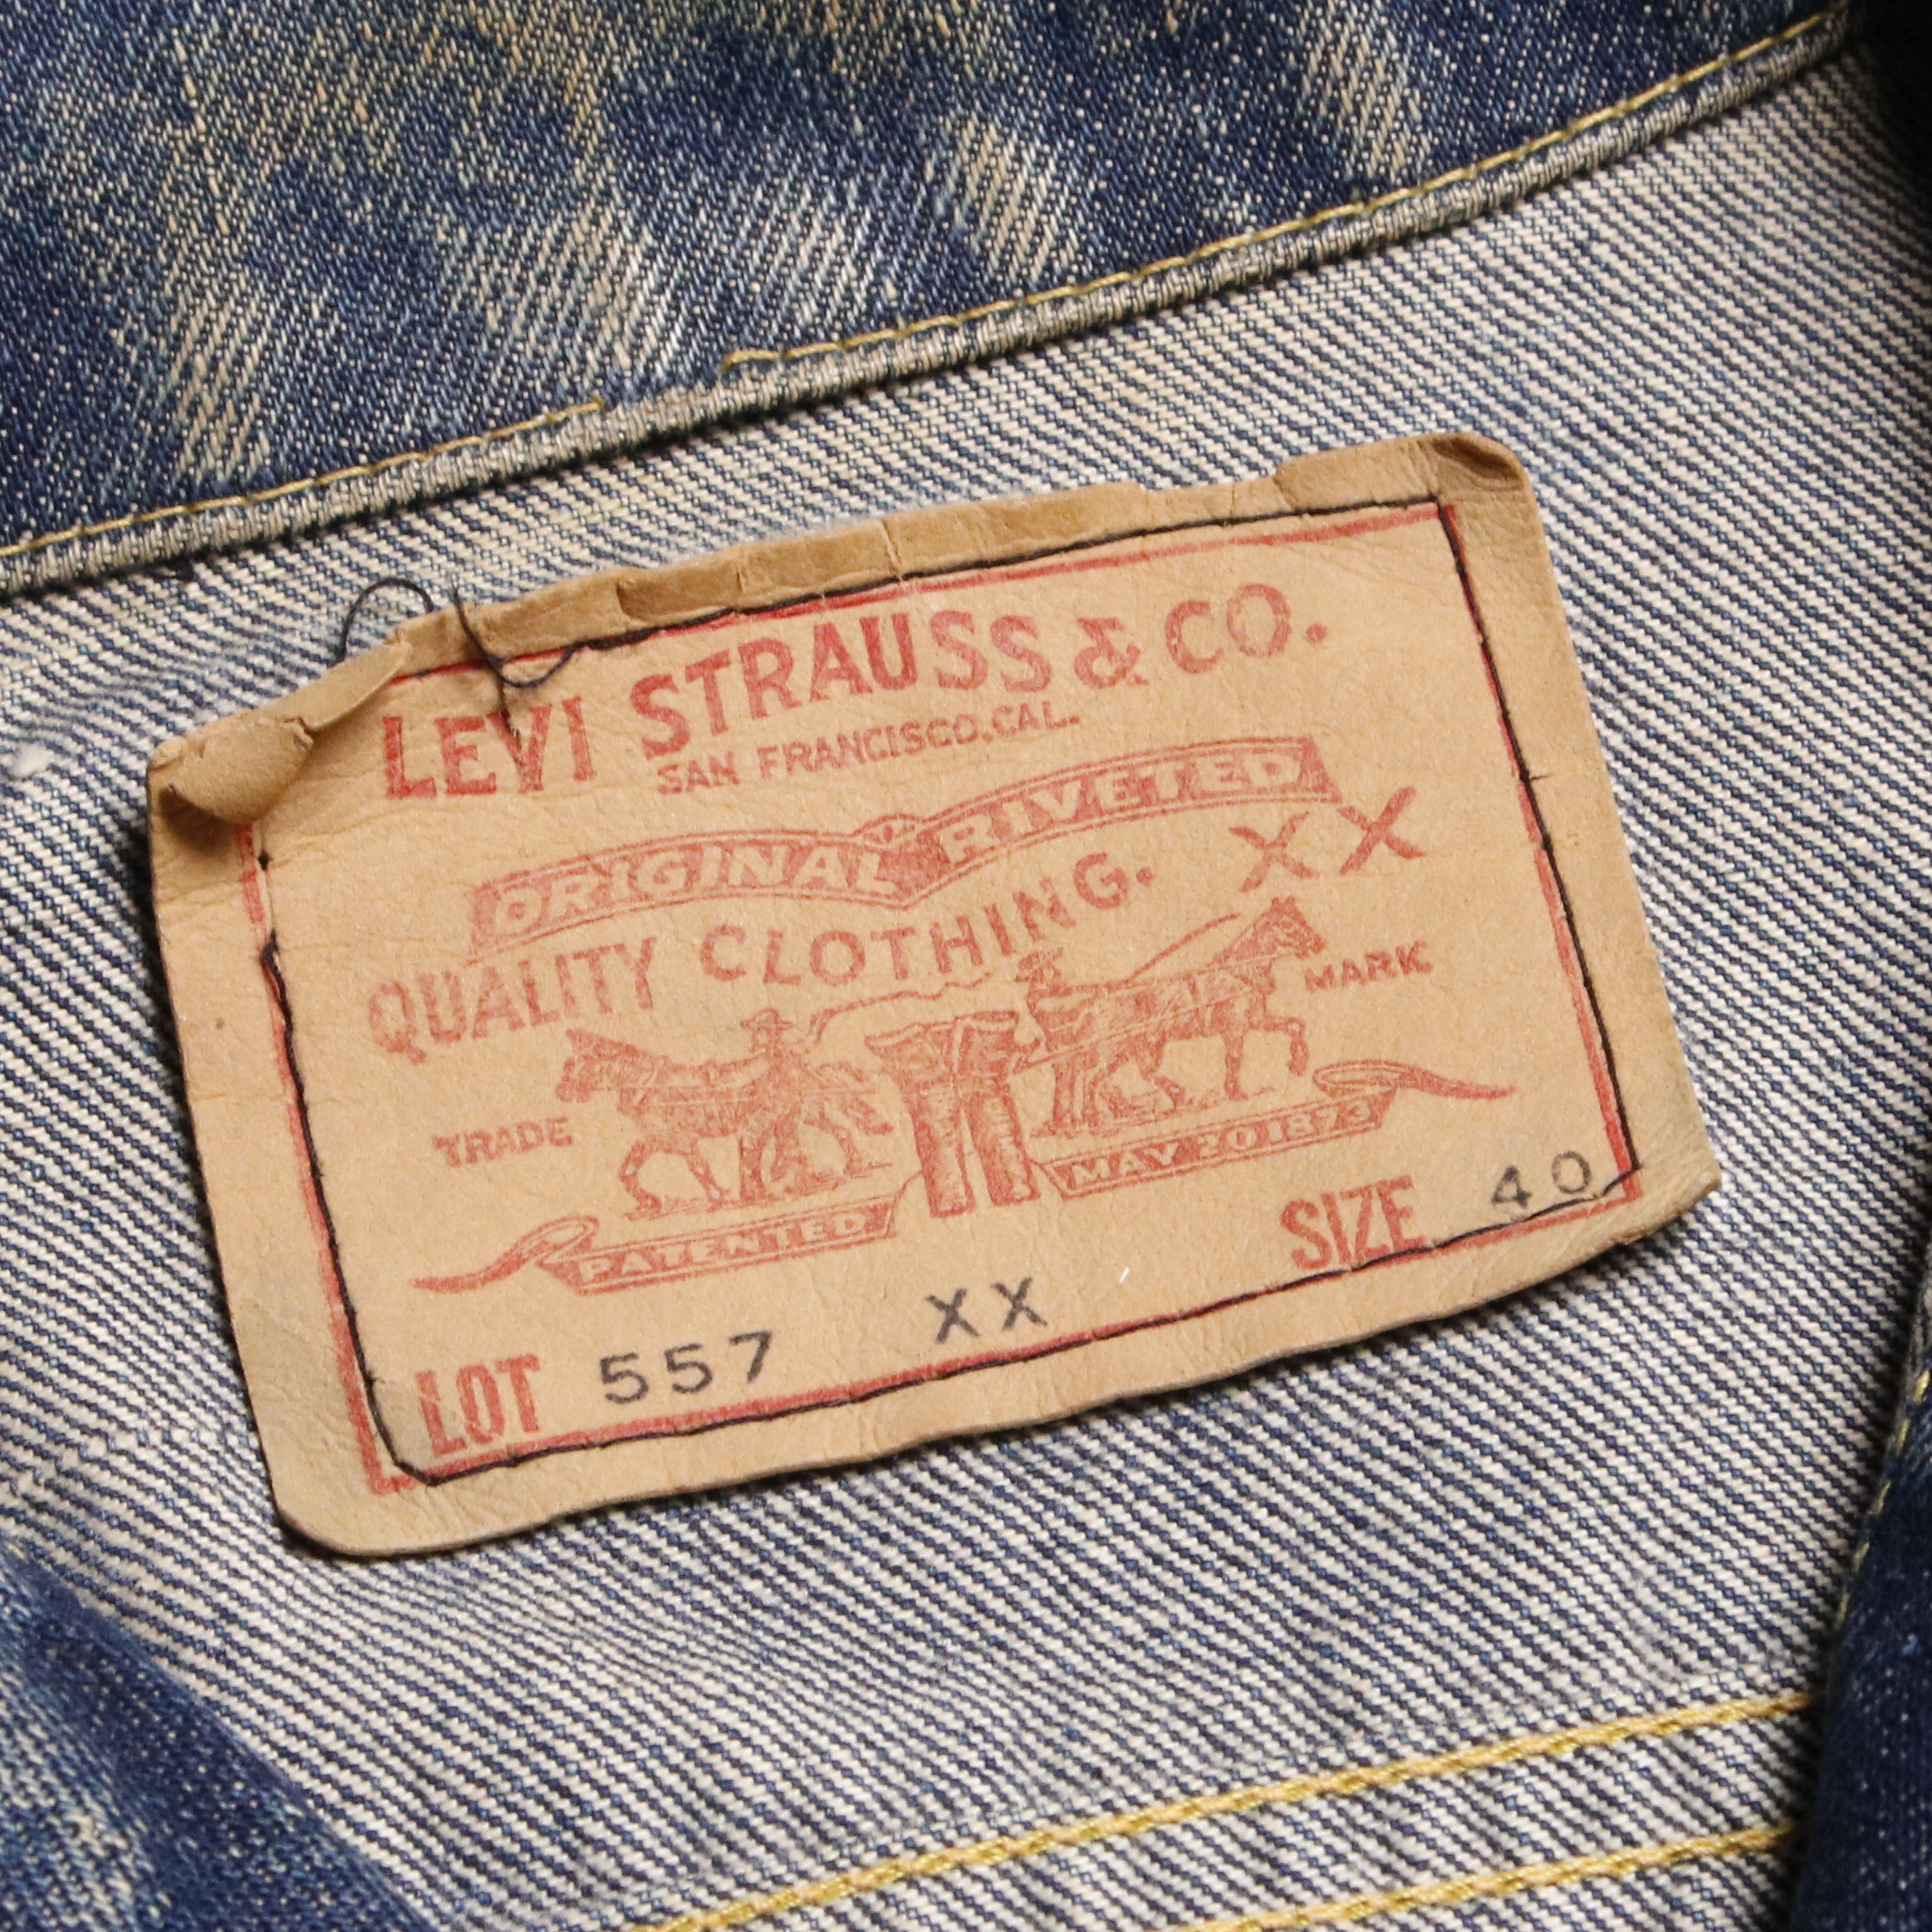 LEVI STRAUSS & CO.
SAN FRANCISCO, CAL.
ORIGINAL RIVETED
QUALITY CLOTHING. XX
TRADE MARK
PATENTED MAY 20 1873
LOT 557 XX SIZE 40